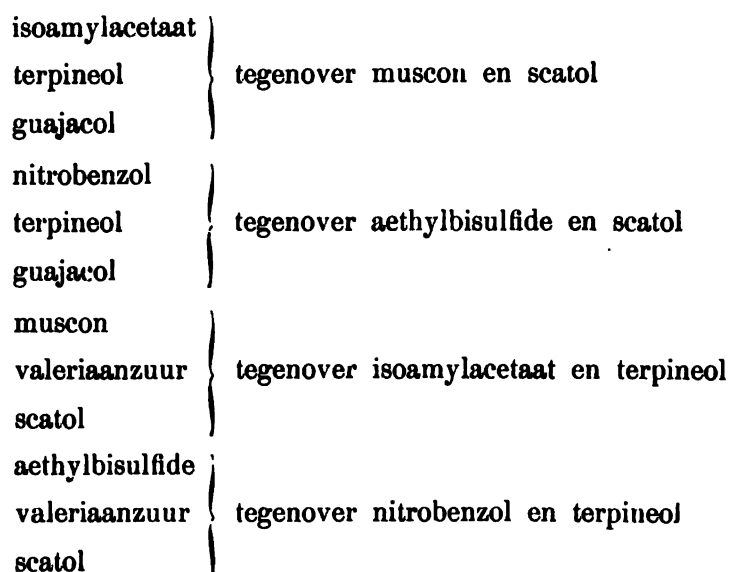 isoamylacetaat
terpineol tegenover muscon en scatol
guajacol
nitrobenzol
terpineol tegenover aethylbisulfide en scatol
guajacol
muscon
valeriaanzuur tegenover isoamylacetaat en terpineol
scatol
aethylbisulfide
valeriaanzuur tegenover nitrobenzol en terpineol
scatol